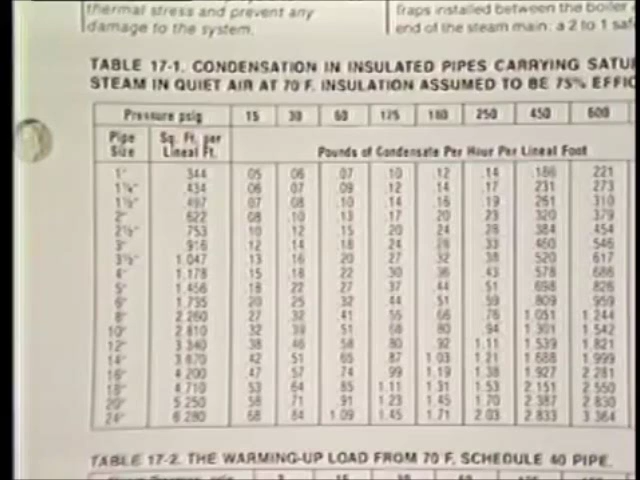 thermal stress and prevent any
damage to the system.
traps installed between the boiler
end of the steam main: a 2 to 1 saf
TABLE 17-1. CONDENSATION IN INSULATED PIPES CARRYING SATU
STEAM IN QUIET AIR AT 70 F. INSULATION ASSUMED TO BE 75% EFFIC
Pressure psig 15 30 60 125 180 250 450 600
Pipe Size Sq. Ft. per Lineal Ft. Pounds of Condensate Per Hour Per Lineal Foot
1" .344 .05 .06 .07 .10 .12 .14 .186 .221
1¼" .434 .06 .07 .09 .12 .14 .17 .231 .273
1½" .497 .07 .08 .10 .14 .16 .19 .261 .310
2" .622 .08 .10 .13 .17 .20 .23 .320 .379
2½" .753 .10 .12 .15 .20 .24 .28 .384 .454
3" .916 .12 .14 .18 .24 .28 .33 .460 .546
3½" 1.047 .13 .16 .20 .27 .32 .38 .520 .617
4" 1.178 .15 .18 .22 .30 .36 .43 .578 .686
5" 1.456 .18 .22 .27 .37 .44 .51 .698 .826
6" 1.735 .20 .25 .32 .44 .51 .59 .809 .959
8" 2.260 .27 .32 .41 .55 .66 .76 1.051 1.244
10" 2.810 .32 .39 .51 .68 .80 .94 1.301 1.542
12" 3.340 .38 .46 .58 .80 .92 1.11 1.539 1.821
14" 3.670 .42 .51 .65 .87 1.03 1.21 1.688 1.999
16" 4.200 .47 .57 .74 .99 1.19 1.38 1.927 2.281
18" 4.710 .53 .64 .85 1.11 1.31 1.53 2.151 2.550
20" 5.250 .58 .71 .91 1.23 1.45 1.70 2.387 2.830
24" 6.280 .68 .84 1.09 1.45 1.71 2.03 2.833 3.364
TABLE 17-2. THE WARMING-UP LOAD FROM 70 F, SCHEDULE 40 PIPE.